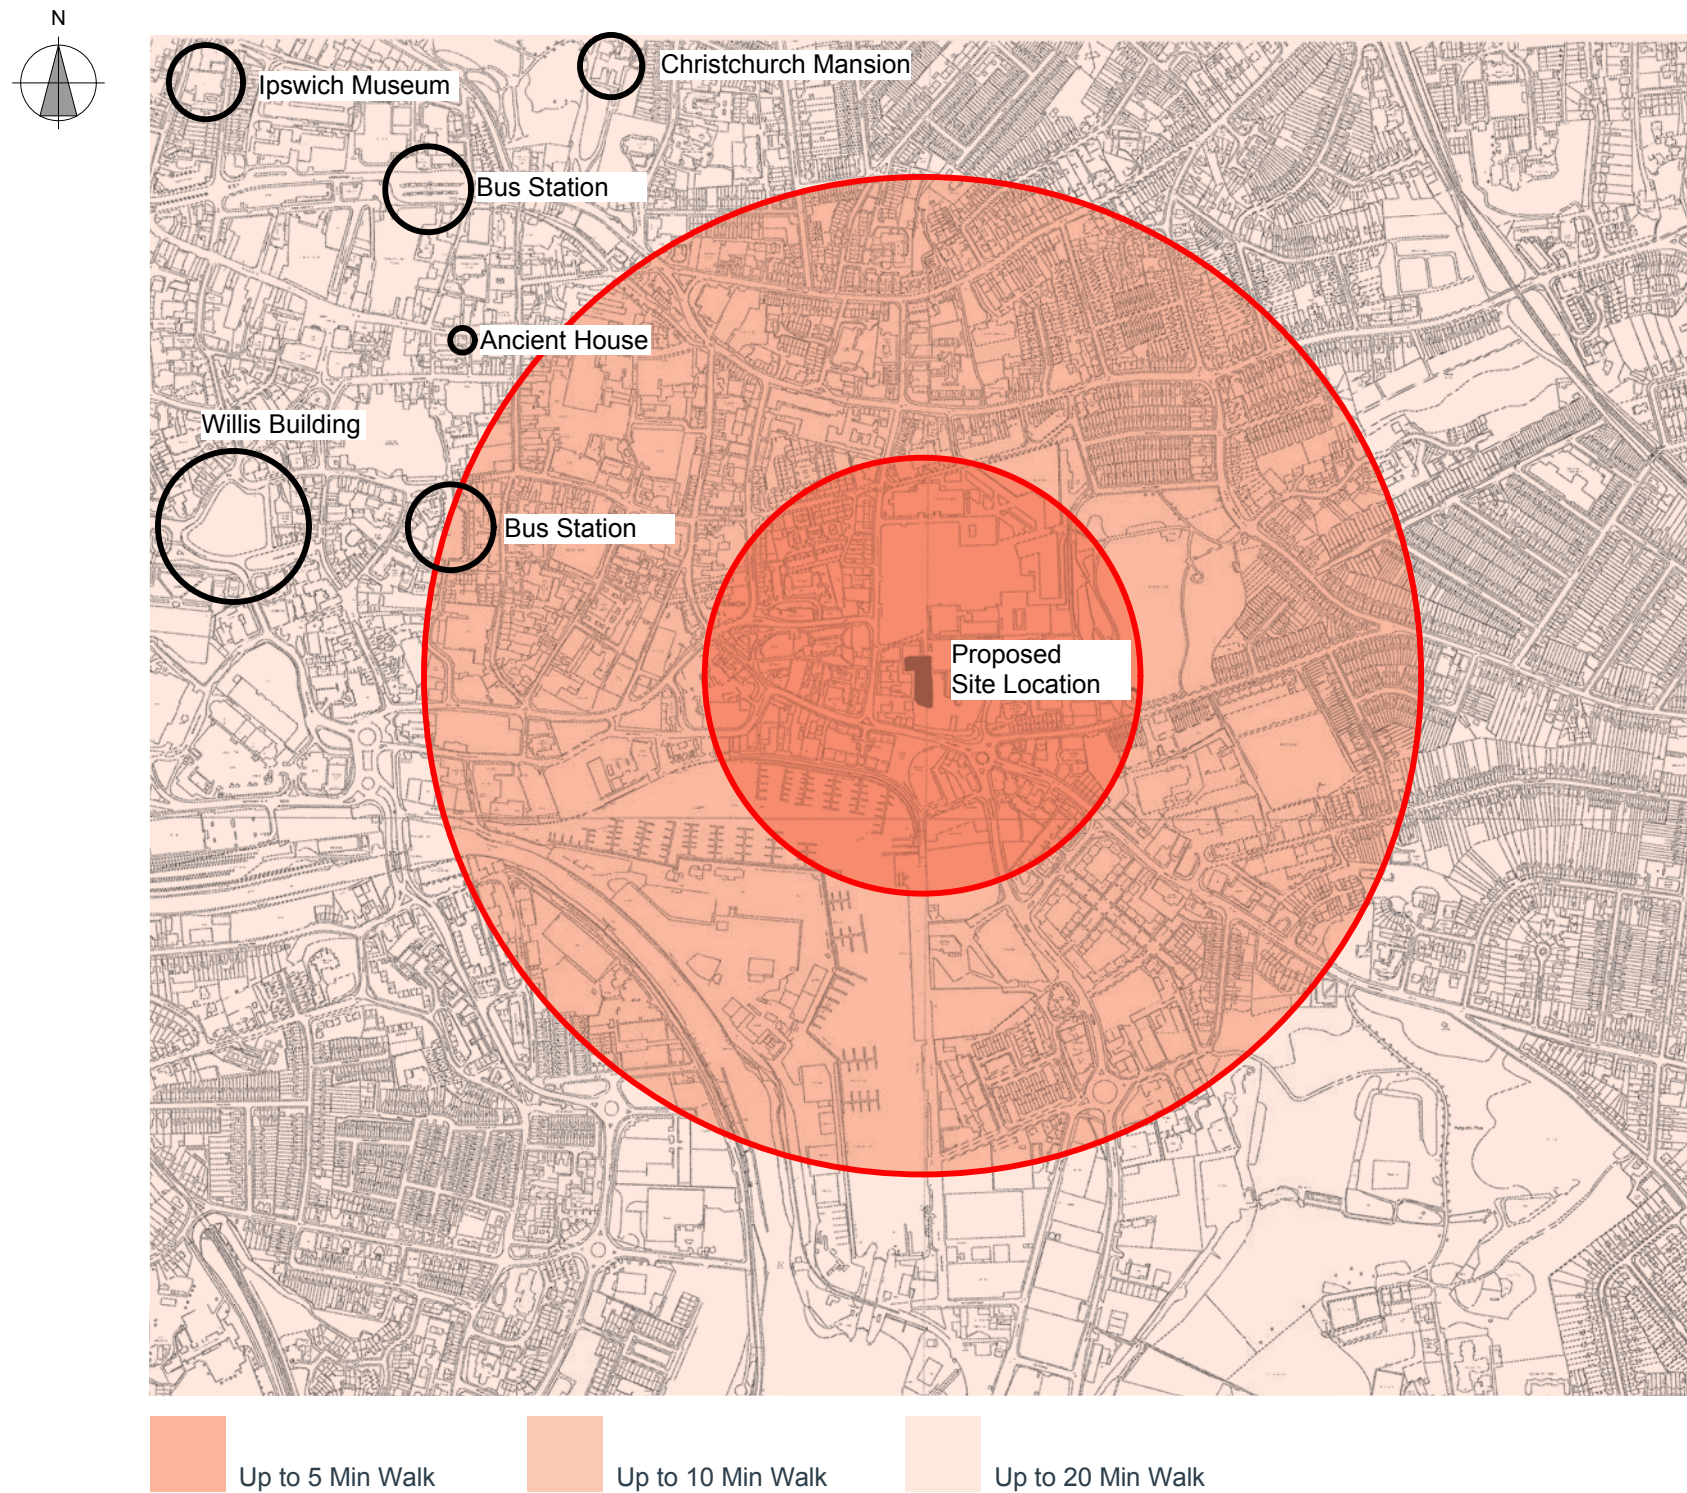 N
Ipswich Museum
Christchurch Mansion
Bus Station
Ancient House
Willis Building
Bus Station
Proposed
Site Location
Up to 5 Min Walk
Up to 10 Min Walk
Up to 20 Min Walk